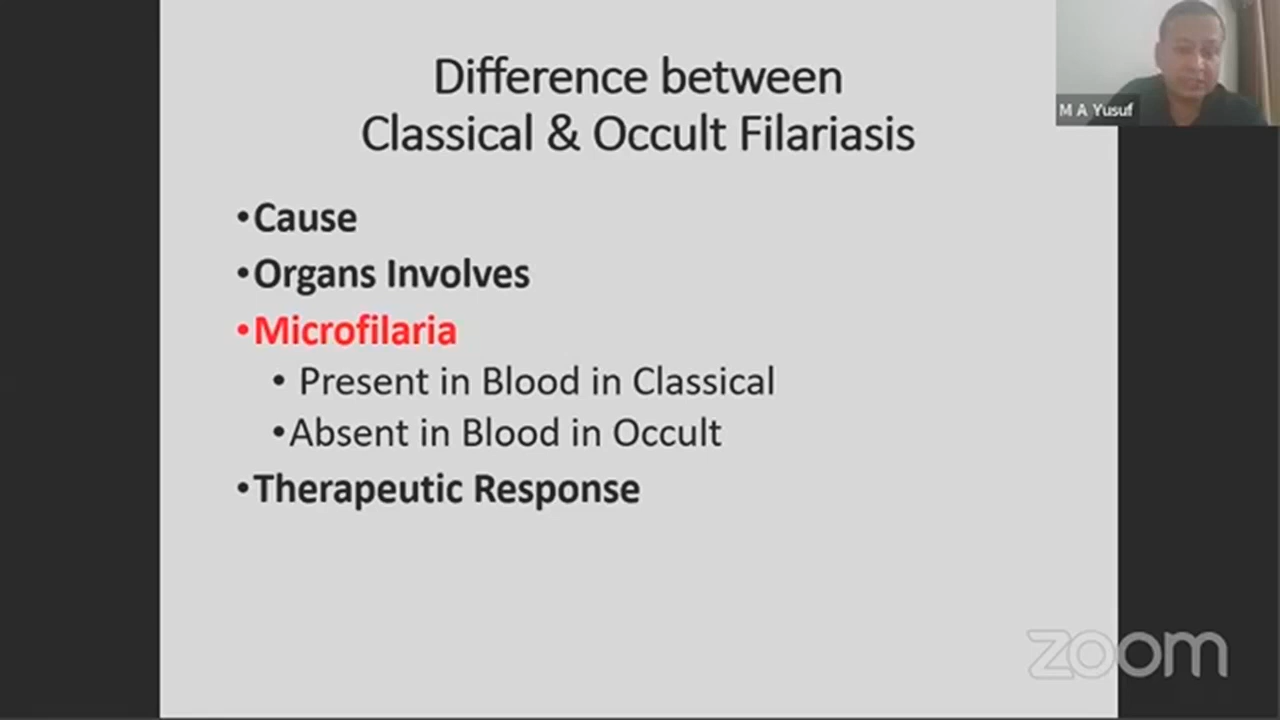 Difference between
Classical & Occult Filariasis
M A Yusuf
•Cause
•Organs Involves
•Microfilaria
• Present in Blood in Classical
•Absent in Blood in Occult
•Therapeutic Response
zoom